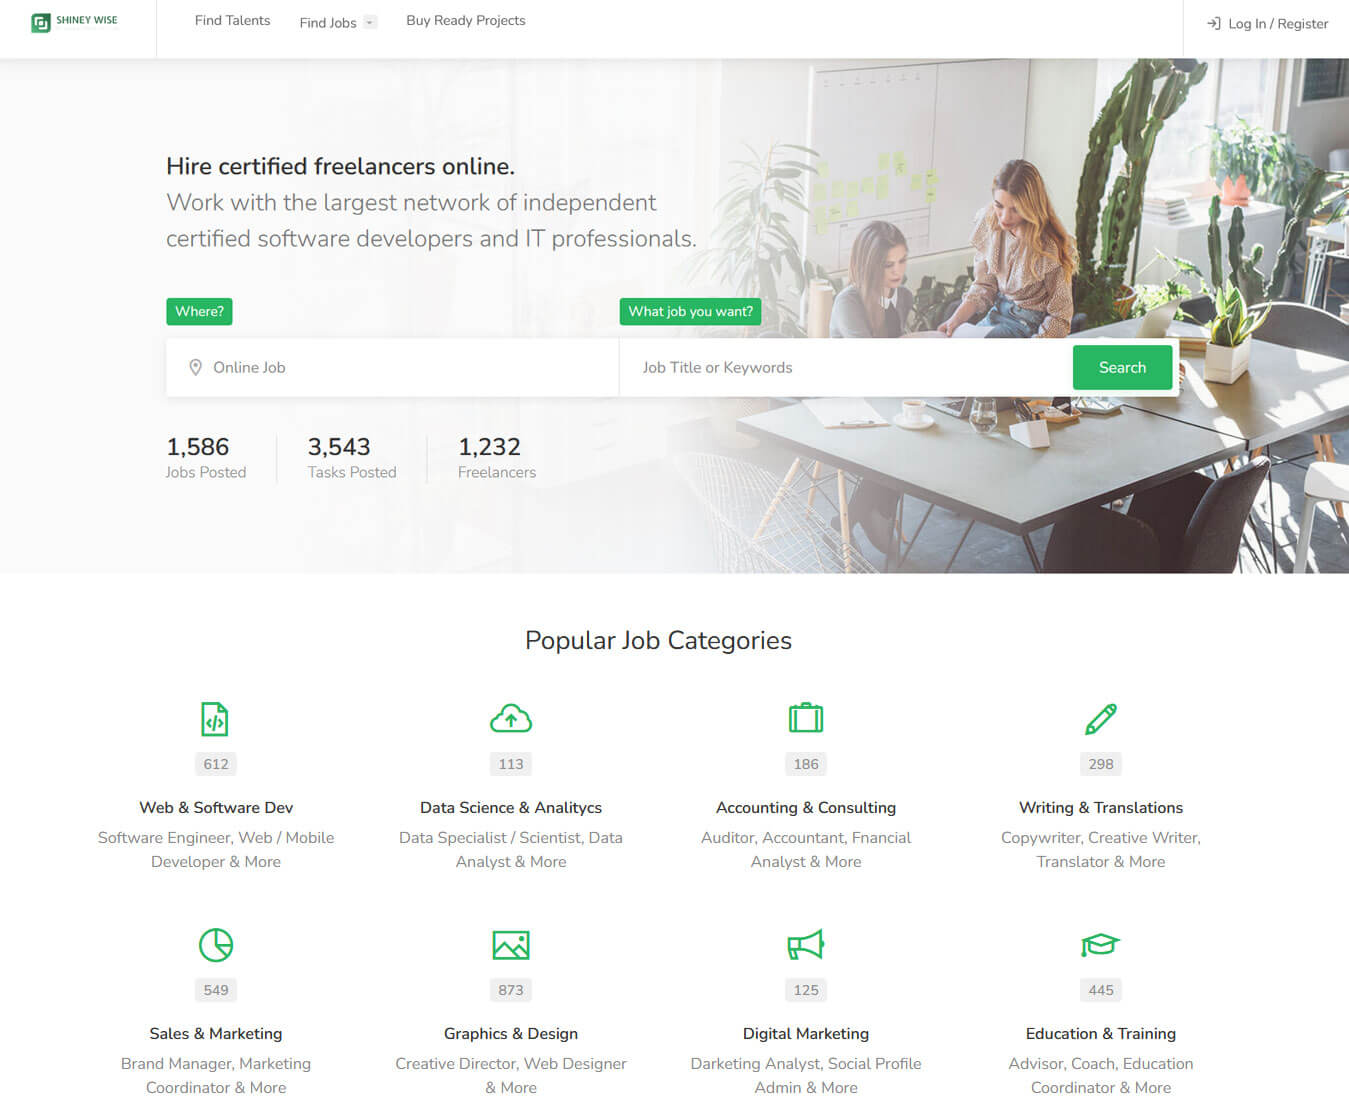 SHINEY WISE
Find Talents
Find Jobs
Buy Ready Projects
Log In / Register
Hire certified freelancers online.
Work with the largest network of independent
certified software developers and IT professionals.
Where?
What job you want?
Online Job
Job Title or Keywords
Search
1,586
3,543
1,232
Jobs Posted
Tasks Posted
Freelancers
Popular Job Categories
612
113
186
298
Web & Software Dev
Data Science & Analitycs
Accounting & Consulting
Writing & Translations
Software Engineer, Web / Mobile
Developer & More
Data Specialist / Scientist, Data
Analyst & More
Auditor, Accountant, Fnancial
Analyst & More
Copywriter, Creative Writer,
Translator & More
549
873
125
445
Sales & Marketing
Graphics & Design
Digital Marketing
Education & Training
Brand Manager, Marketing
Coordinator & More
Creative Director, Web Designer
& More
Darketing Analyst, Social Profile
Admin & More
Advisor, Coach, Education
Coordinator & More